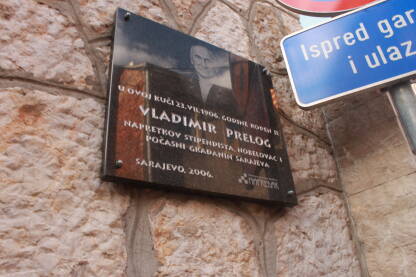 U OVOJ KUĆI 23.VII.1906. GODINE ROĐEN JE
VLADIMIR PRELOG
NAPRETKOV STIPENDISTA, NOBELOVAC I
POČASNI GRAĐANIN SARAJEVA
SARAJEVO, 2006.
NAPREDAK
Ispred gar
i ulaz